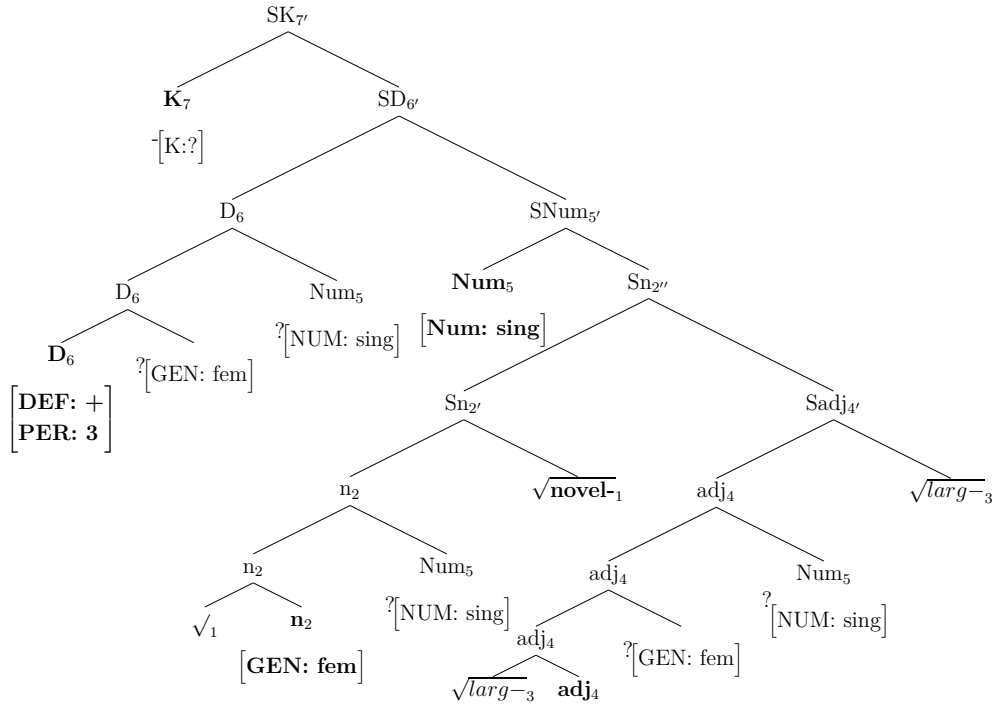 SK₇′
K₇ SD₆′
-[K:?]
D₆ SNum₅′
D₆ Num₅ Num₅ Sn₂″
?[NUM: sing] [Num: sing]
D₆ ?[GEN: fem]
[DEF: +
PER: 3]
Sn₂′ Sadj₄′
n₂ √novel-₁ adj₄ √larg-₃
n₂ Num₅ adj₄ Num₅
?[NUM: sing] ?[NUM: sing]
√₁ n₂ adj₄ ?[GEN: fem]
[GEN: fem] √larg-₃ adj₄